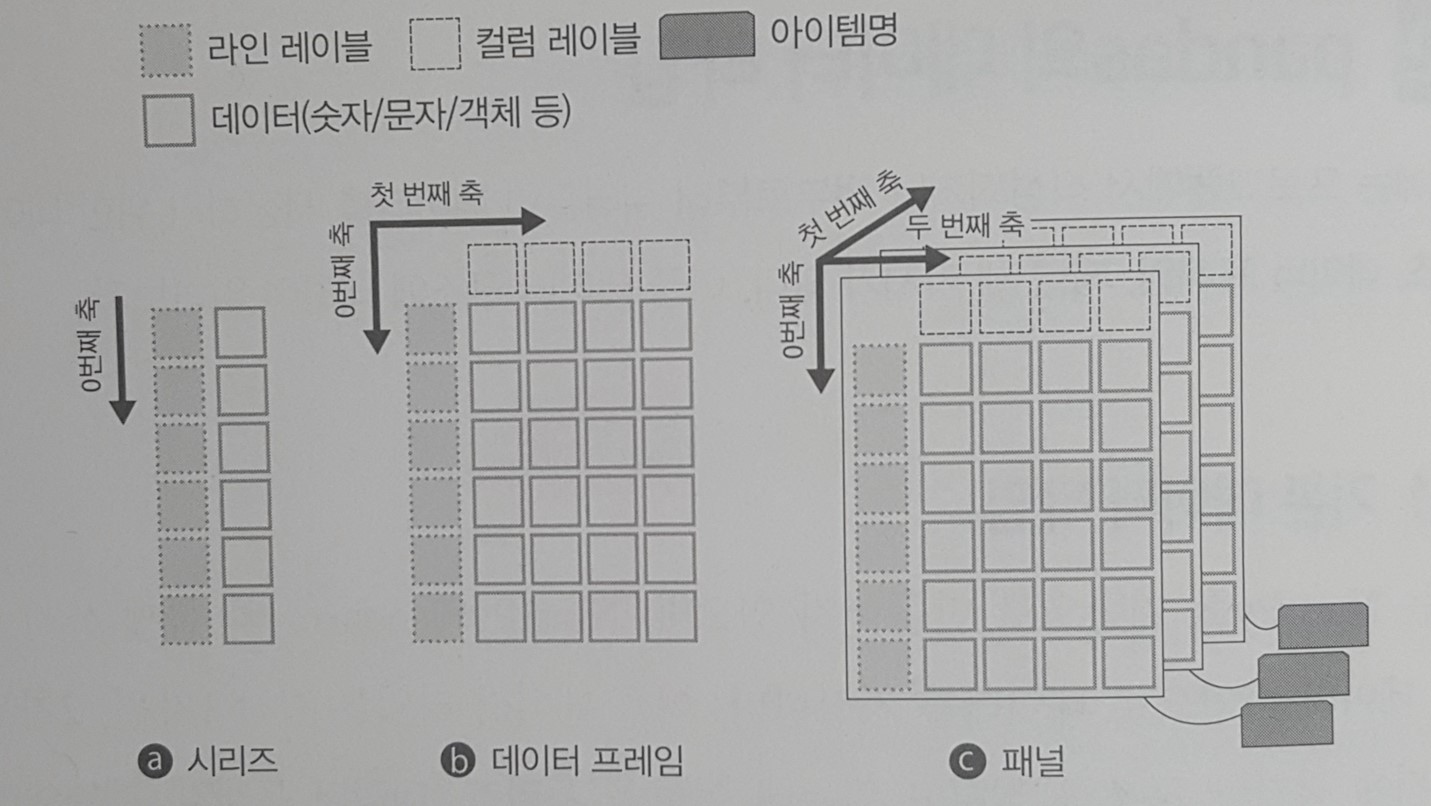 라인 레이블 컬럼 레이블 아이템명
데이터(숫자/문자/객체 등)
0번째 축
첫 번째 축
0번째 축
첫 번째 축
두 번째 축
0번째 축
a 시리즈
b 데이터 프레임
c 패널